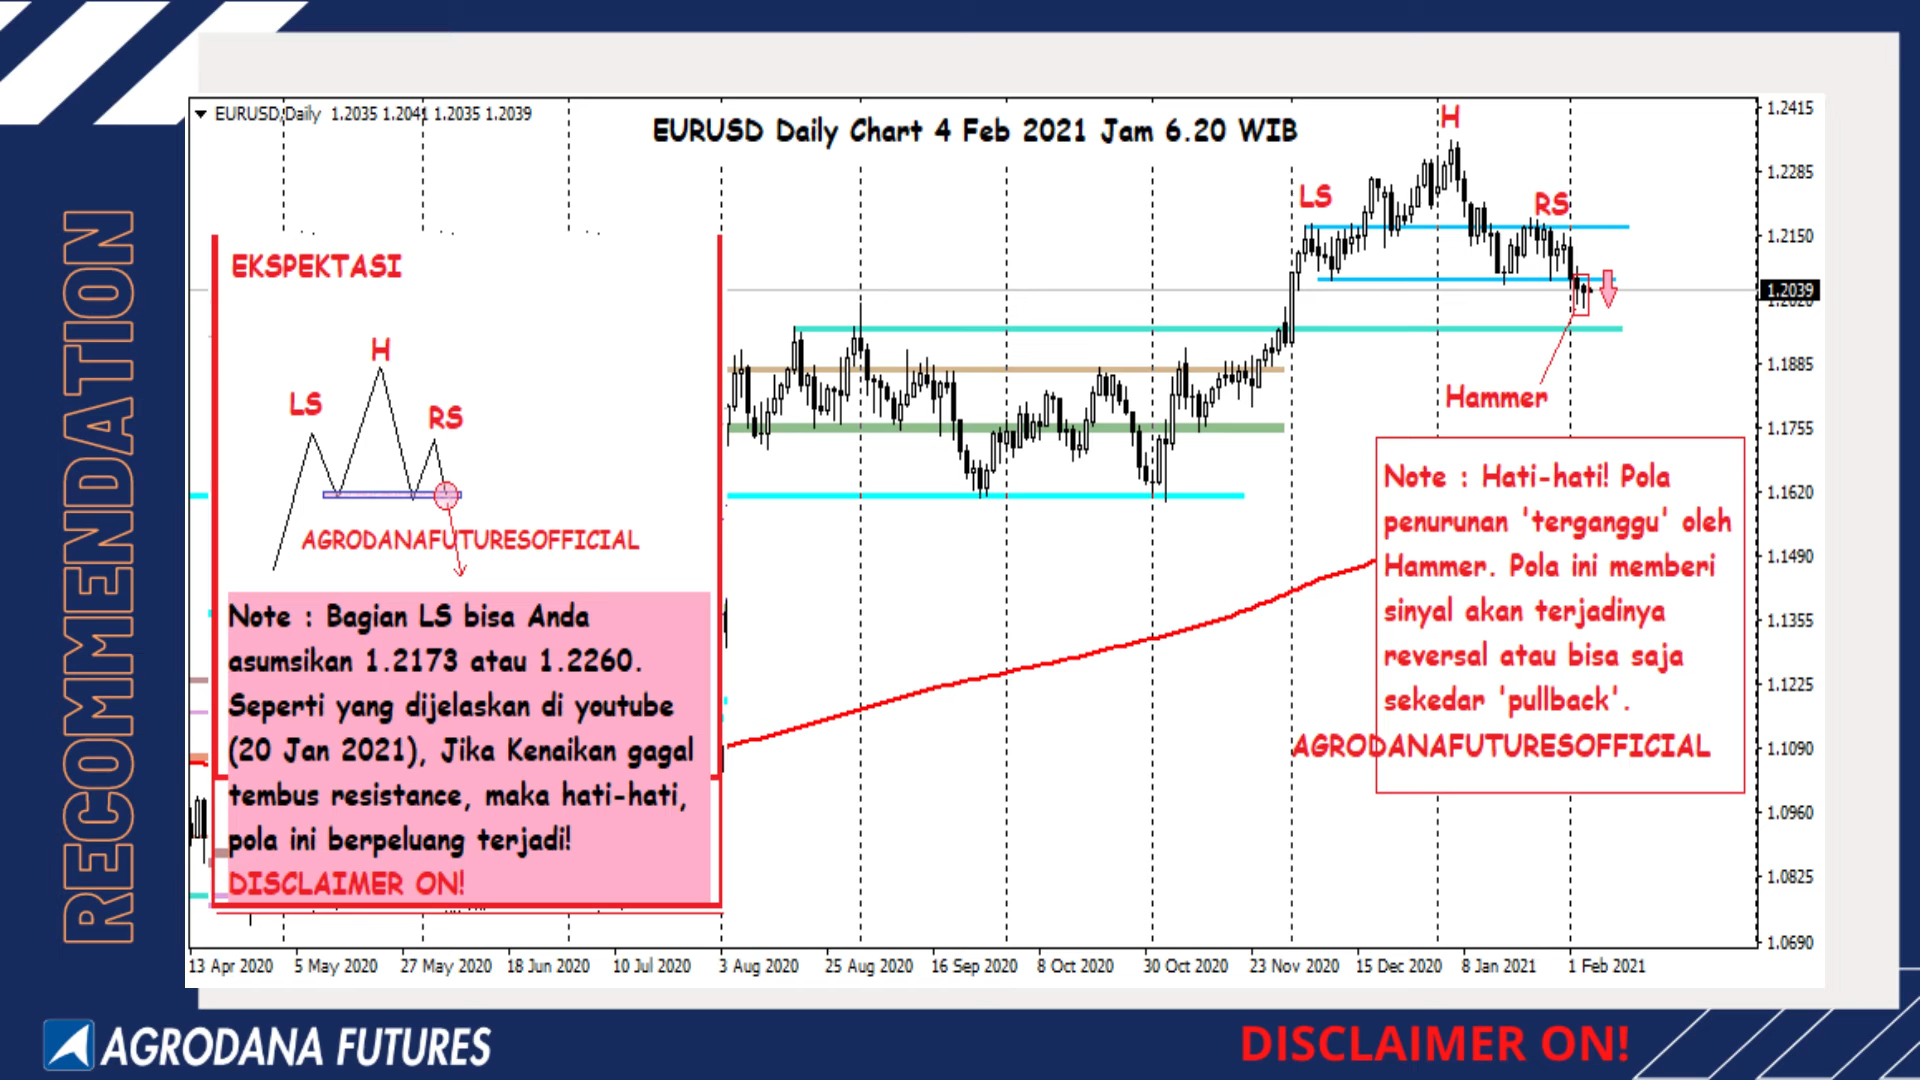 RECOMMENDATION
EURUSD,Daily 1.2035 1.2041 1.2035 1.2039
EURUSD Daily Chart 4 Feb 2021 Jam 6.20 WIB
H
LS
RS
Hammer
EKSPEKTASI
H
LS
RS
AGRODANAFUTURESOFFICIAL
Note : Bagian LS bisa Anda
asumsikan 1.2173 atau 1.2260.
Seperti yang dijelaskan di youtube
(20 Jan 2021), Jika Kenaikan gagal
tembus resistance, maka hati-hati,
pola ini berpeluang terjadi!
DISCLAIMER ON!
Note : Hati-hati! Pola
penurunan 'terganggu' oleh
Hammer. Pola ini memberi
sinyal akan terjadinya
reversal atau bisa saja
sekedar 'pullback'.
AGRODANAFUTURESOFFICIAL
1.2415
1.2285
1.2150
1.2039
1.2020
1.1885
1.1755
1.1620
1.1490
1.1355
1.1225
1.1090
1.0960
1.0825
1.0690
13 Apr 2020 5 May 2020 27 May 2020 18 Jun 2020 10 Jul 2020 3 Aug 2020 25 Aug 2020 16 Sep 2020 8 Oct 2020 30 Oct 2020 23 Nov 2020 15 Dec 2020 8 Jan 2021 1 Feb 2021
AGRODANA FUTURES
DISCLAIMER ON!